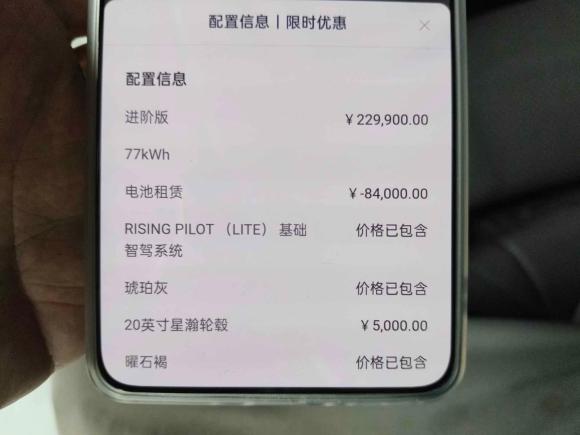 配置信息丨限时优惠
配置信息
进阶版 ¥ 229,900.00
77kWh
电池租赁 ¥ -84,000.00
RISING PILOT （LITE） 基础 价格已包含
智驾系统
琥珀灰 价格已包含
20英寸星瀚轮毂 ¥ 5,000.00
曜石褐 价格已包含